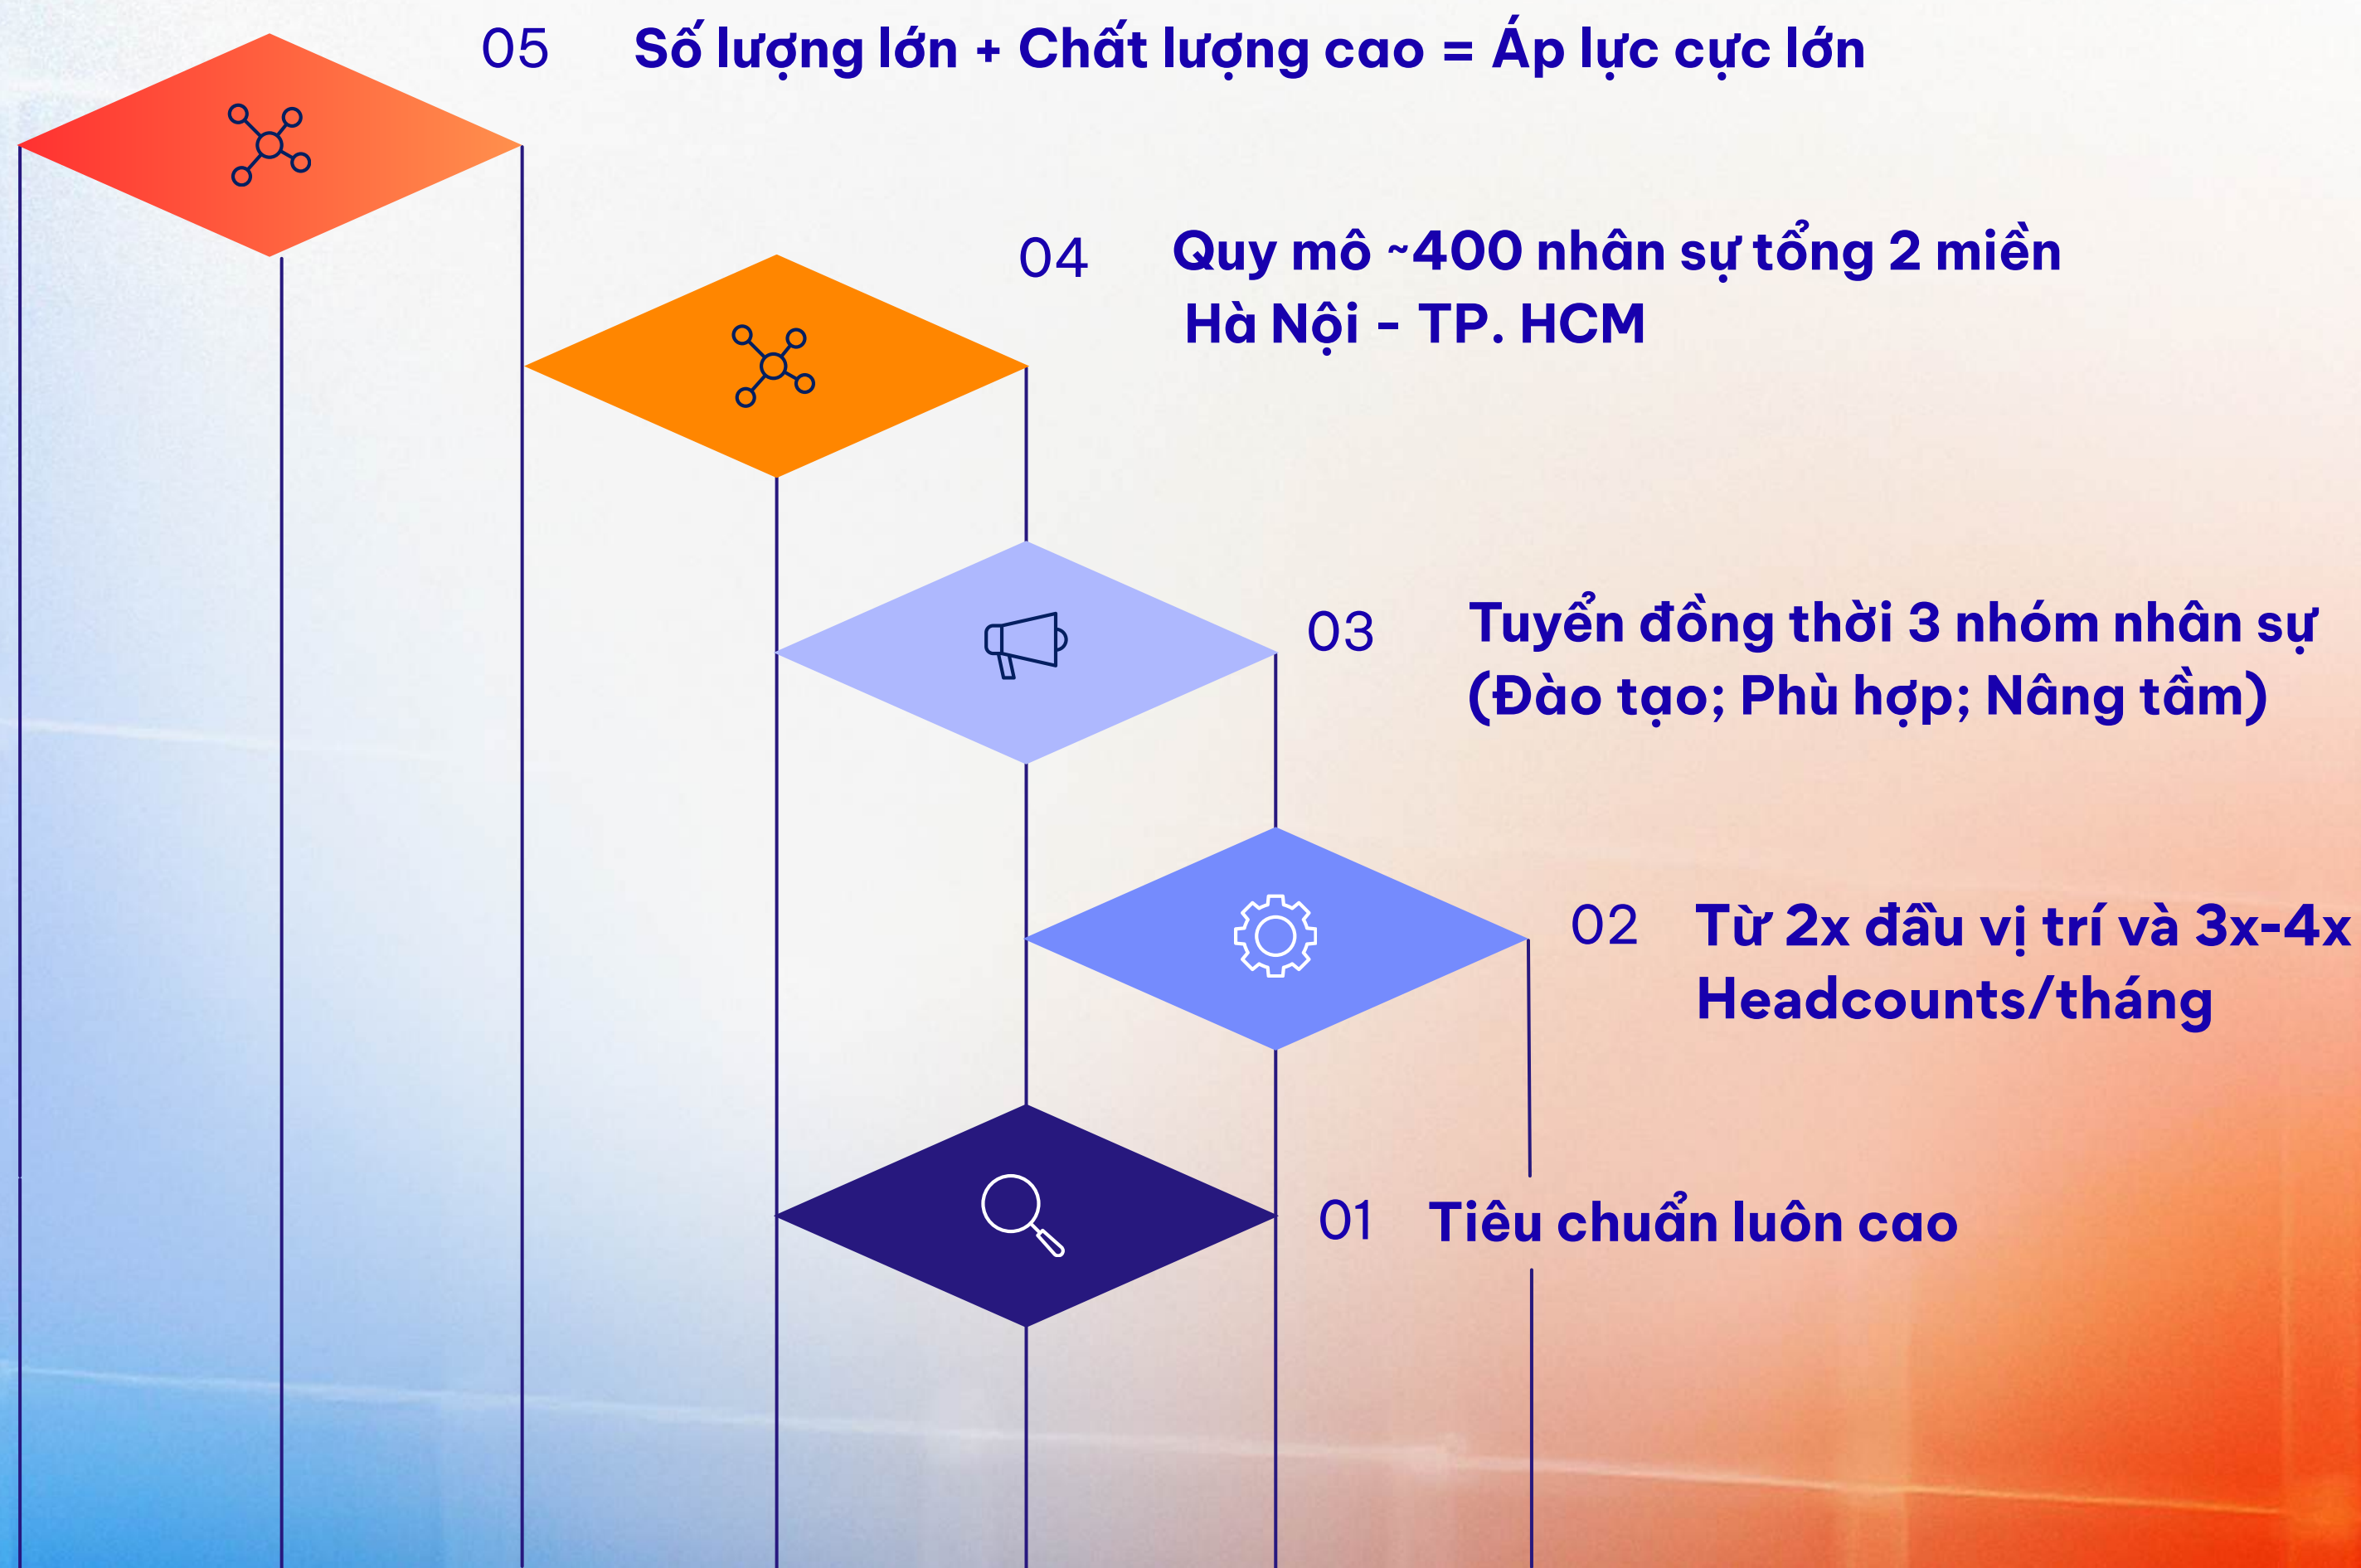 05 Số lượng lớn + Chất lượng cao = Áp lực cực lớn
04 Quy mô ~400 nhân sự tổng 2 miền
Hà Nội - TP. HCM
03 Tuyển đồng thời 3 nhóm nhân sự
(Đào tạo; Phù hợp; Nâng tầm)
02 Từ 2x đầu vị trí và 3x-4x
Headcounts/tháng
01 Tiêu chuẩn luôn cao